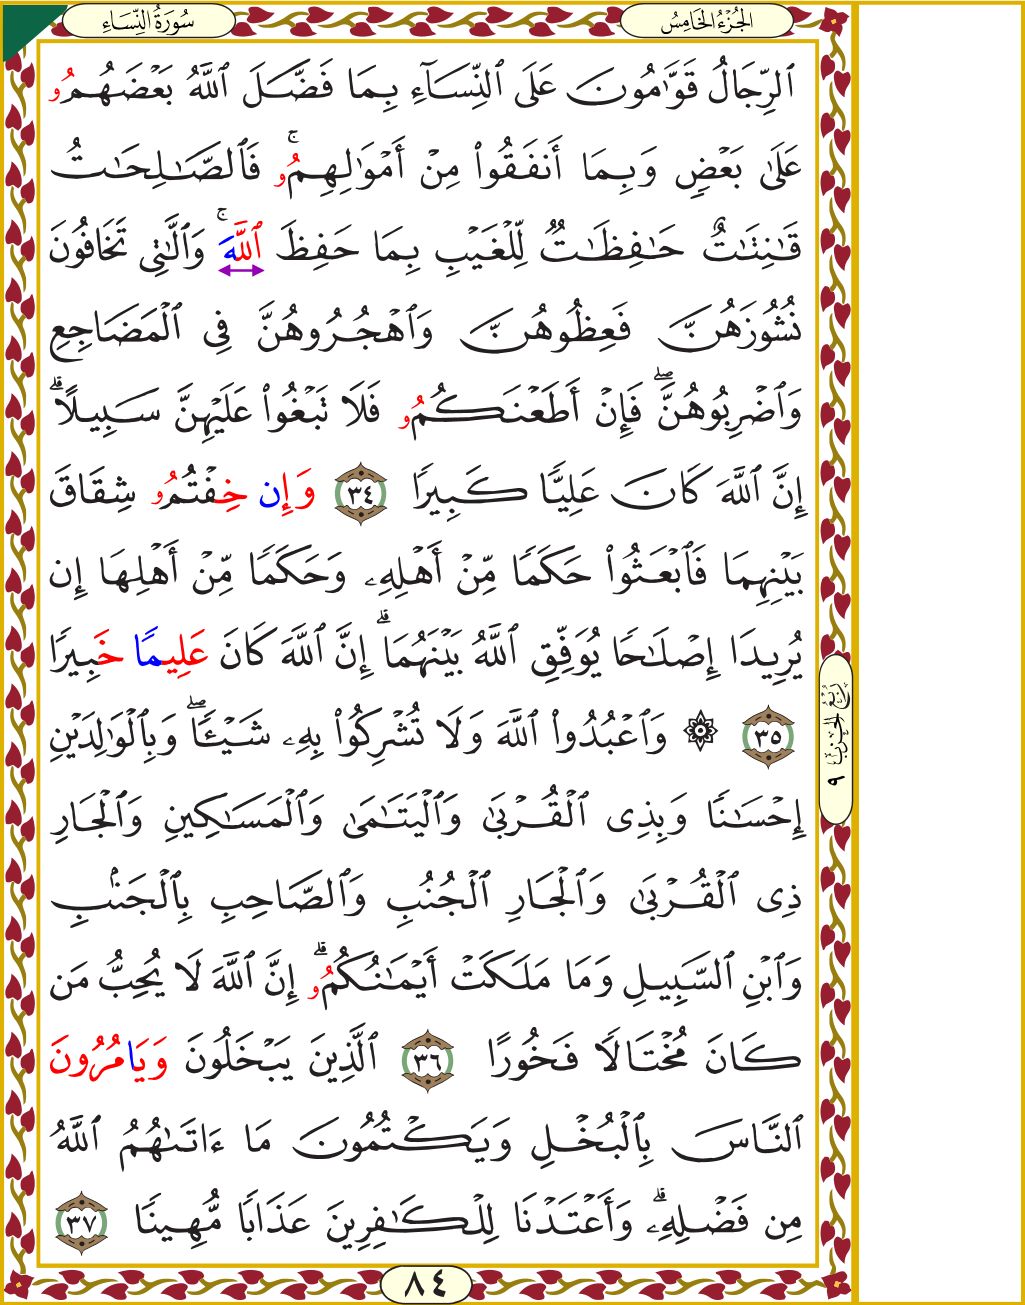 سُورَةُ النِّسَاءِ
الجُزْءُ الخَامِسُ
ٱلرِّجَالُ قَوَّٰمُونَ عَلَى ٱلنِّسَآءِ بِمَا فَضَّلَ ٱللَّهُ بَعْضَهُمُۥ
عَلَىٰ بَعْضٍ وَبِمَا أَنفَقُواْ مِنْ أَمْوَٰلِهِمُۥۚ فَٱلصَّٰلِحَٰتُ
قَٰنِتَٰتٌ حَٰفِظَٰتٌ لِّلْغَيْبِ بِمَا حَفِظَ ٱللَّهَۚ وَٱلَّٰتِى تَخَافُونَ
نُشُوزَهُنَّ فَعِظُوهُنَّ وَٱهْجُرُوهُنَّ فِى ٱلْمَضَاجِعِ
وَٱضْرِبُوهُنَّۖ فَإِنْ أَطَعْنَكُمُۥ فَلَا تَبْغُواْ عَلَيْهِنَّ سَبِيلًاۗ
إِنَّ ٱللَّهَ كَانَ عَلِيًّا كَبِيرًا ٣٤ وَإِن خِفْتُمُۥ شِقَاقَ
بَيْنِهِمَا فَٱبْعَثُواْ حَكَمًا مِّنْ أَهْلِهِۦ وَحَكَمًا مِّنْ أَهْلِهَا إِن
يُرِيدَا إِصْلَٰحًا يُوَفِّقِ ٱللَّهُ بَيْنَهُمَاۗ إِنَّ ٱللَّهَ كَانَ عَلِيمًا خَبِيرًا
٣٥ ۞ وَٱعْبُدُواْ ٱللَّهَ وَلَا تُشْرِكُواْ بِهِۦ شَيْـًٔاۖ وَبِٱلْوَٰلِدَيْنِ
إِحْسَٰنًا وَبِذِى ٱلْقُرْبَىٰ وَٱلْيَتَٰمَىٰ وَٱلْمَسَٰكِينِ وَٱلْجَارِ
ذِى ٱلْقُرْبَىٰ وَٱلْجَارِ ٱلْجُنُبِ وَٱلصَّاحِبِ بِٱلْجَنۢبِ
وَٱبْنِ ٱلسَّبِيلِ وَمَا مَلَكَتْ أَيْمَٰنُكُمُۥۗ إِنَّ ٱللَّهَ لَا يُحِبُّ مَن
كَانَ مُخْتَالًا فَخُورًا ٣٦ ٱلَّذِينَ يَبْخَلُونَ وَيَامُرُونَ
ٱلنَّاسَ بِٱلْبُخْلِ وَيَكْتُمُونَ مَا ءَاتَىٰهُمُ ٱللَّهُ
مِن فَضْلِهِۦۗ وَأَعْتَدْنَا لِلْكَٰفِرِينَ عَذَابًا مُّهِينًا ٣٧
رُبْعُ الحِزْبِ ٩
٨٤